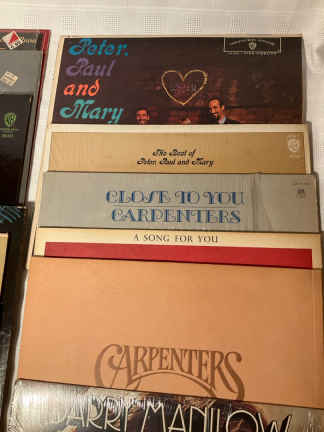 Peter,
Paul
and
Mary
The Best of
Peter, Paul and Mary
CLOSE TO YOU
CARPENTERS
A SONG FOR YOU
CARPENTERS
BARRY MANILOW